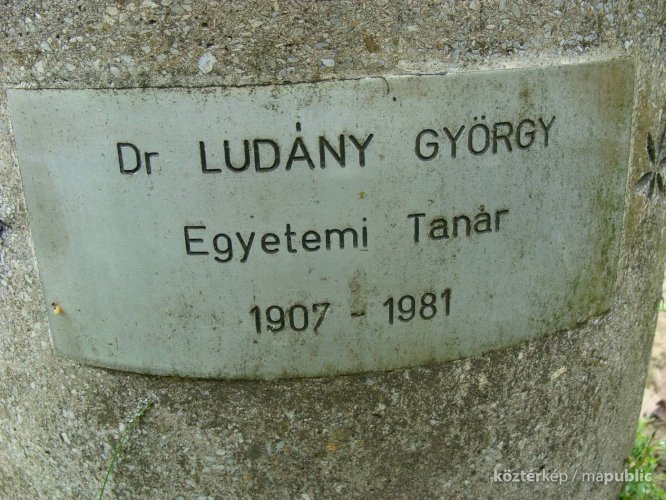 Dr LUDÁNY GYÖRGY
Egyetemi Tanár
1907 - 1981
köztérkép / mapublic